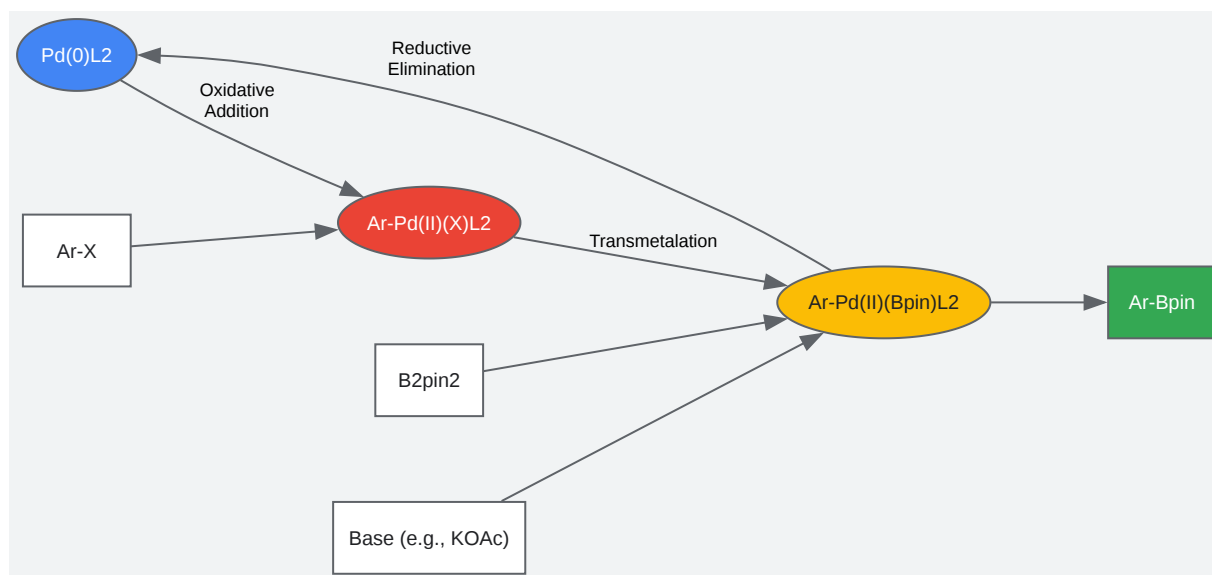 Pd(0)L2
Reductive
Elimination
Oxidative
Addition
Ar-X
Ar-Pd(II)(X)L2
Transmetalation
Ar-Pd(II)(Bpin)L2
Ar-Bpin
B2pin2
Base (e.g., KOAc)